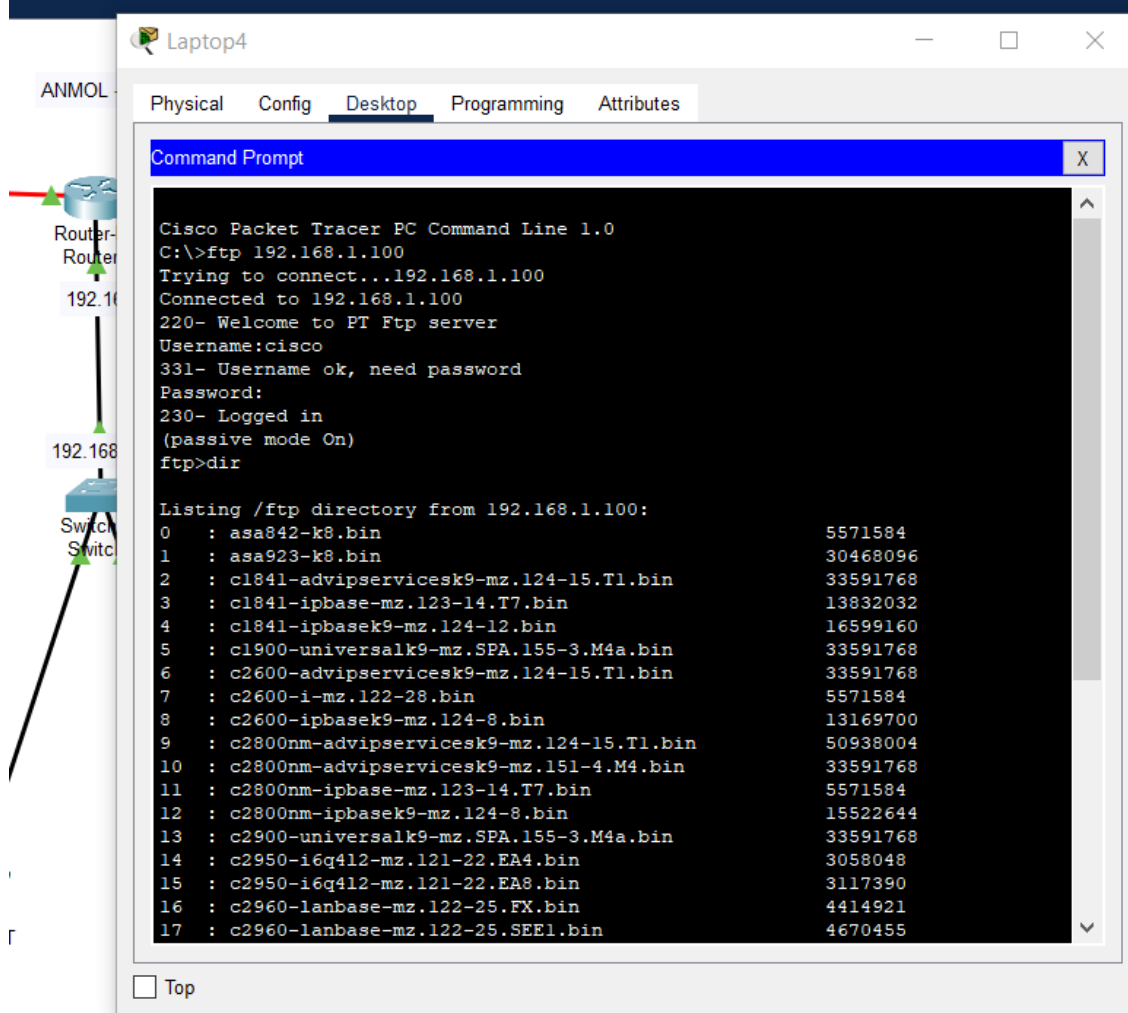 Laptop4
ANMOL -
Physical Config Desktop Programming Attributes
Command Prompt
X
Cisco Packet Tracer PC Command Line 1.0
C:\>ftp 192.168.1.100
Trying to connect...192.168.1.100
Connected to 192.168.1.100
220- Welcome to PT Ftp server
Username:cisco
331- Username ok, need password
Password:
230- Logged in
(passive mode On)
ftp>dir
Listing /ftp directory from 192.168.1.100:
0 : asa842-k8.bin 5571584
1 : asa923-k8.bin 30468096
2 : c1841-advipservicesk9-mz.124-15.T1.bin 33591768
3 : c1841-ipbase-mz.123-14.T7.bin 13832032
4 : c1841-ipbasek9-mz.124-12.bin 16599160
5 : c1900-universalk9-mz.SPA.155-3.M4a.bin 33591768
6 : c2600-advipservicesk9-mz.124-15.T1.bin 33591768
7 : c2600-i-mz.122-28.bin 5571584
8 : c2600-ipbasek9-mz.124-8.bin 13169700
9 : c2800nm-advipservicesk9-mz.124-15.T1.bin 50938004
10 : c2800nm-advipservicesk9-mz.151-4.M4.bin 33591768
11 : c2800nm-ipbase-mz.123-14.T7.bin 5571584
12 : c2800nm-ipbasek9-mz.124-8.bin 15522644
13 : c2900-universalk9-mz.SPA.155-3.M4a.bin 33591768
14 : c2950-i6q4l2-mz.121-22.EA4.bin 3058048
15 : c2950-i6q4l2-mz.121-22.EA8.bin 3117390
16 : c2960-lanbase-mz.122-25.FX.bin 4414921
17 : c2960-lanbase-mz.122-25.SEE1.bin 4670455
Router-
Router
192.16
192.168
Switch
Switc
T
Top